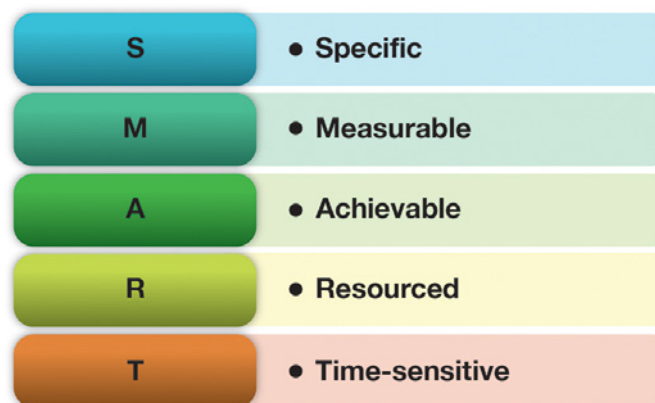 S • Specific
M • Measurable
A • Achievable
R • Resourced
T • Time-sensitive